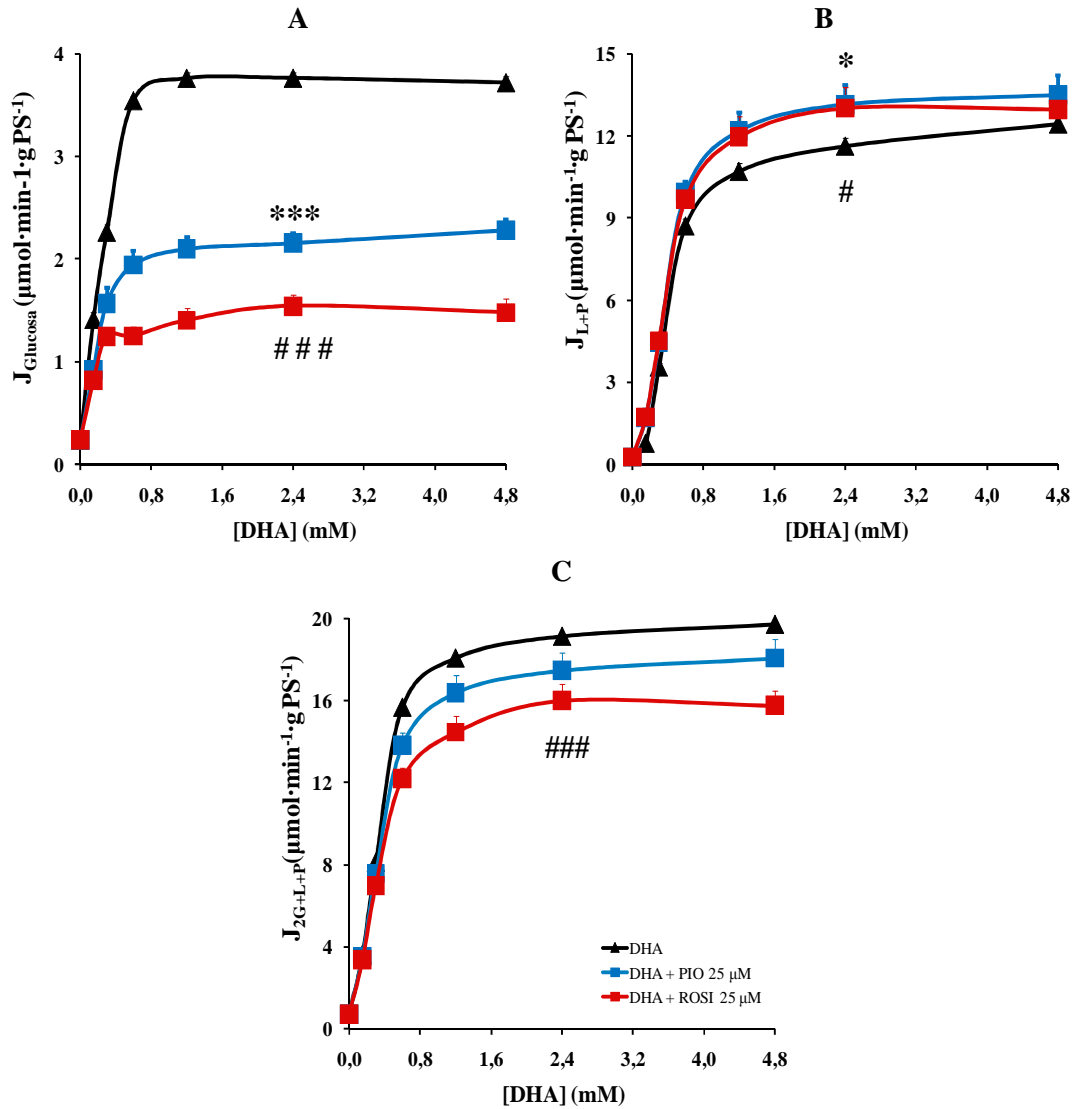 A
J_Glucosa (µmol·min-1·g PS⁻¹)
4
3
2
1
0
***
# # #
0,0 0,8 1,6 2,4 3,2 4,0 4,8
[DHA] (mM)
B
J_L+P (µmol·min⁻¹·g PS⁻¹)
15
12
9
6
3
0
*
#
0,0 0,8 1,6 2,4 3,2 4,0 4,8
[DHA] (mM)
C
J_2G+L+P (µmol·min⁻¹·g PS⁻¹)
20
16
12
8
4
0
###
DHA
DHA + PIO 25 µM
DHA + ROSI 25 µM
0,0 0,8 1,6 2,4 3,2 4,0 4,8
[DHA] (mM)